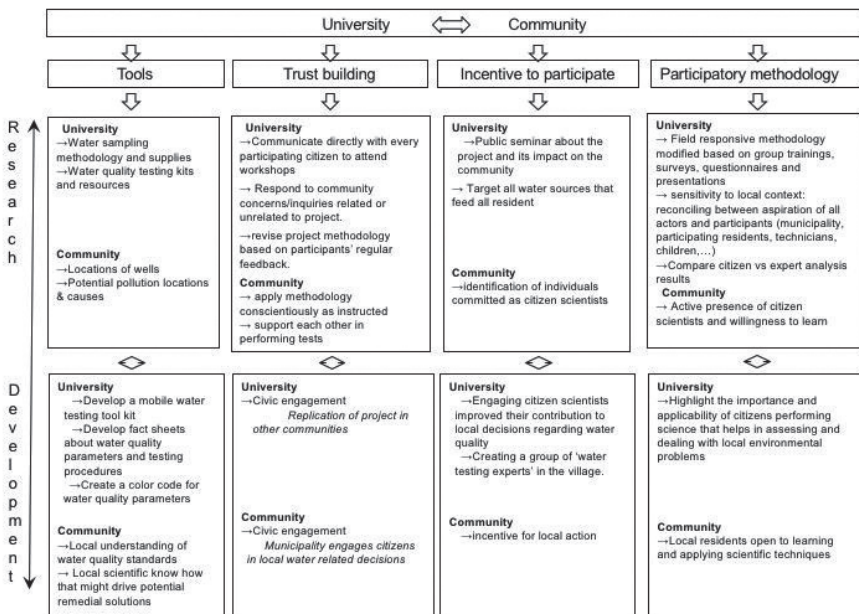 University Community
Tools
Trust building
Incentive to participate
Participatory methodology
Research
University
→Water sampling
methodology and supplies
→Water quality testing kits
and resources
Community
→Locations of wells
→Potential pollution locations
& causes
University
→Communicate directly with every
participating citizen to attend
workshops
→ Respond to community
concerns/inquiries related or
unrelated to project.
→revise project methodology
based on participants' regular
feedback.
Community
→ apply methodology
conscientiously as instructed
→ support each other in
performing tests
University
→Public seminar about the
project and its impact on the
community
→ Target all water sources that
feed all resident
Community
→identification of individuals
committed as citizen scientists
University
→ Field responsive methodology
modified based on group trainings,
surveys, questionnaires and
presentations
→ sensitivity to local context:
reconciling between aspiration of all
actors and participants (municipality,
participating residents, technicians,
children,…)
→Compare citizen vs expert analysis
results
Community
→ Active presence of citizen
scientists and willingness to learn
Development
University
→Develop a mobile water
testing tool kit
→Develop fact sheets
about water quality
parameters and testing
procedures
→Create a color code for
water quality parameters
Community
→Local understanding of
water quality standards
→ Local scientific know how
that might drive potential
remedial solutions
University
→Civic engagement
Replication of project in
other communities
Community
→Civic engagement
Municipality engages citizens
in local water related decisions
University
→Engaging citizen scientists
improved their contribution to
local decisions regarding water
quality
→Creating a group of 'water
testing experts' in the village.
Community
→incentive for local action
University
→Highlight the importance and
applicability of citizens performing
science that helps in assessing and
dealing with local environmental
problems
Community
→Local residents open to learning
and applying scientific techniques